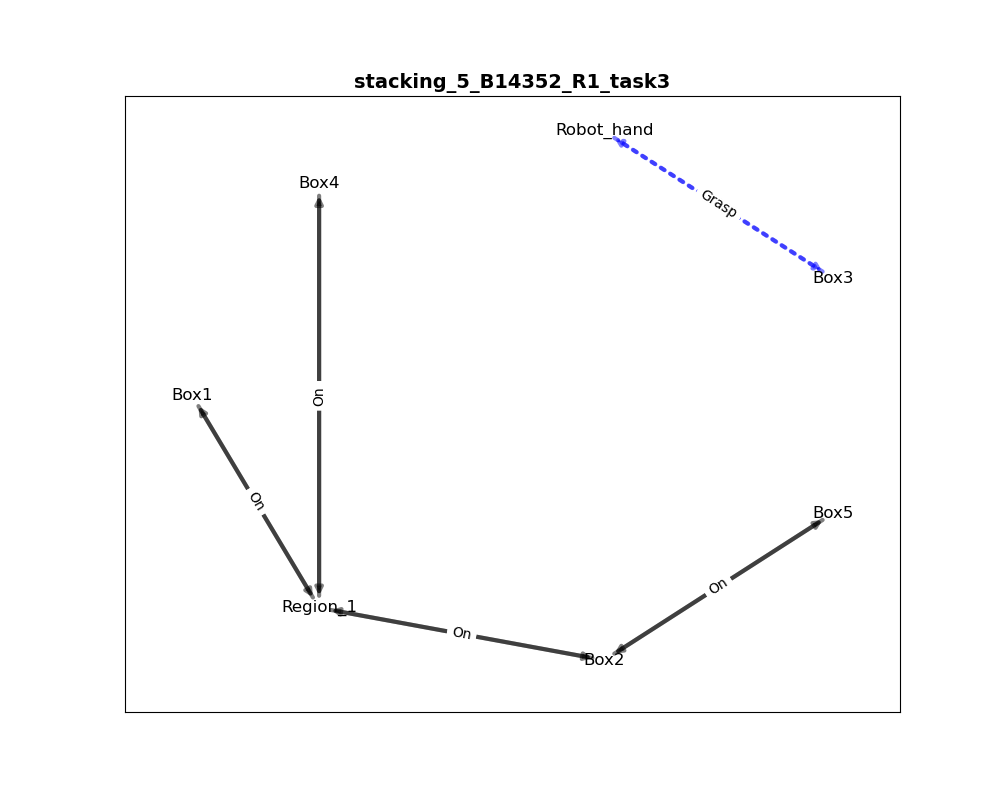 stacking_5_B14352_R1_task3
Robot_hand
Box4
Grasp
Box3
Box1
On
On
Box5
On
Region_1
On
Box2